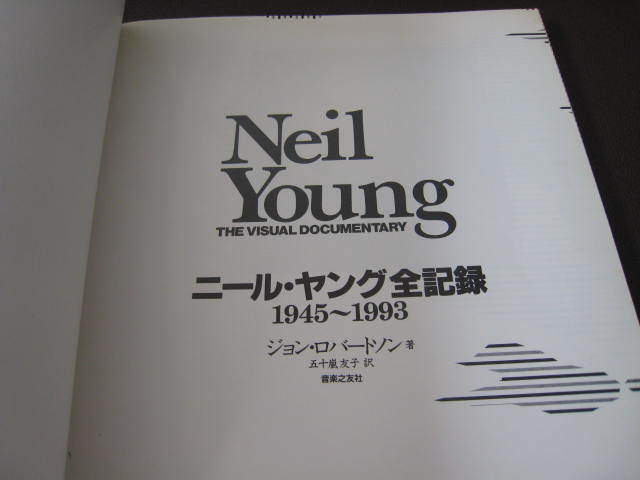 Neil
Young
THE VISUAL DOCUMENTARY
ニール・ヤング全記録
1945〜1993
ジョン・ロバートソン 著
五十嵐友子 訳
音楽之友社